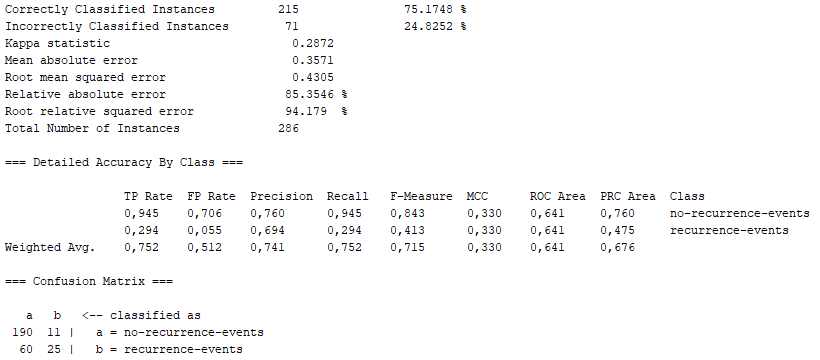 Correctly Classified Instances         215               75.1748 %
Incorrectly Classified Instances        71               24.8252 %
Kappa statistic                          0.2872
Mean absolute error                      0.3571
Root mean squared error                  0.4305
Relative absolute error                 85.3546 %
Root relative squared error             94.179  %
Total Number of Instances              286
=== Detailed Accuracy By Class ===
                 TP Rate  FP Rate  Precision  Recall   F-Measure  MCC      ROC Area  PRC Area  Class
                 0,945    0,706    0,760      0,945    0,843      0,330    0,641     0,760     no-recurrence-events
                 0,294    0,055    0,694      0,294    0,413      0,330    0,641     0,475     recurrence-events
Weighted Avg.    0,752    0,512    0,741      0,752    0,715      0,330    0,641     0,676
=== Confusion Matrix ===
   a   b   <-- classified as
 190  11 |   a = no-recurrence-events
  60  25 |   b = recurrence-events